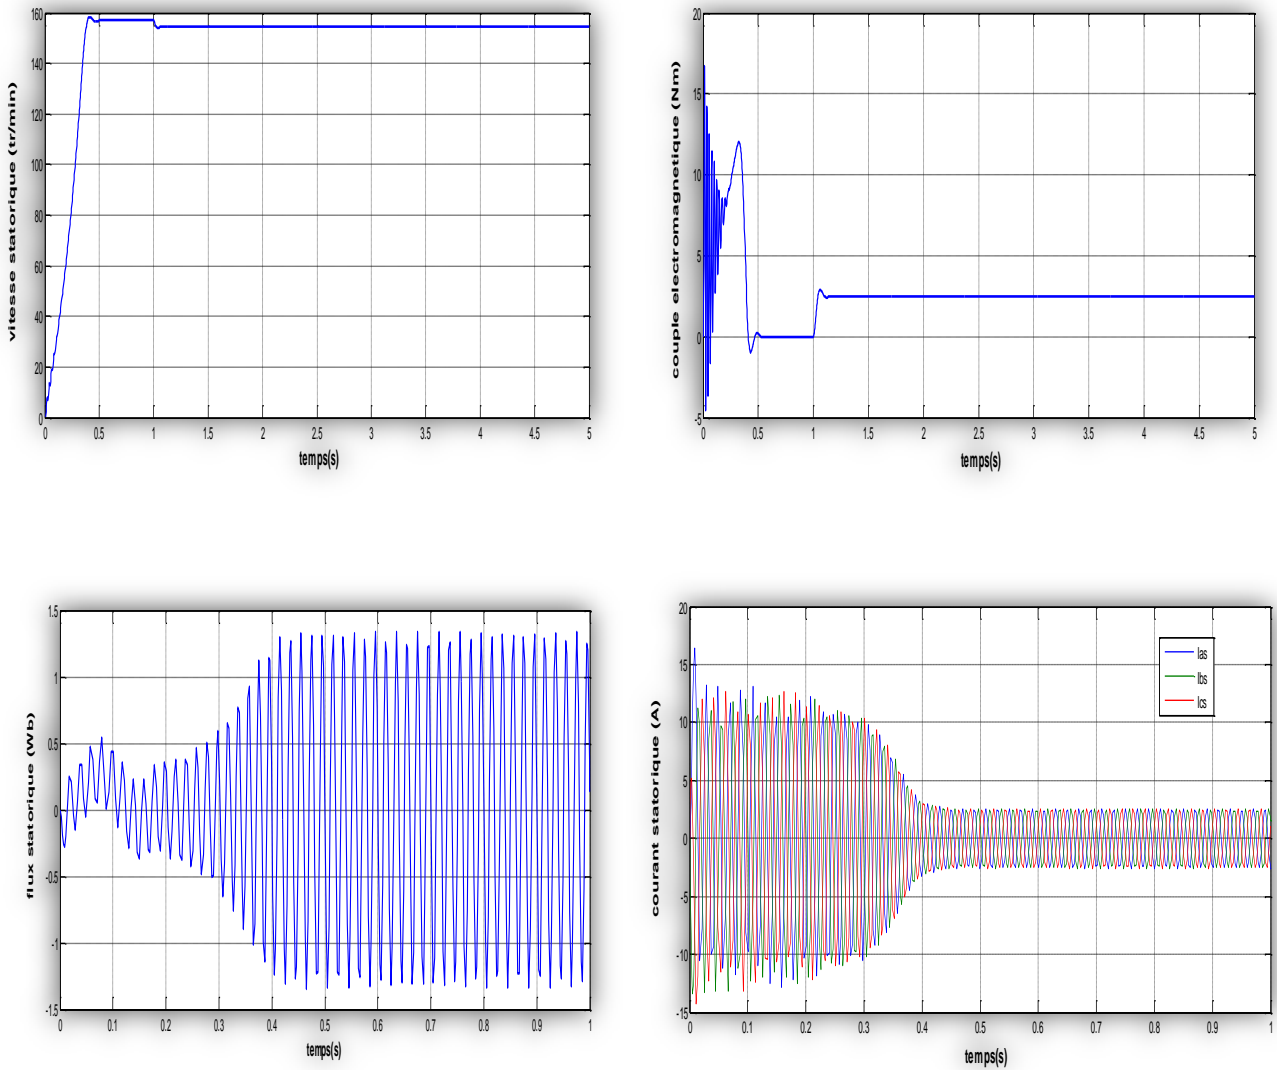 vitesse statorique (tr/min)
160
140
120
100
80
60
40
20
0
0 0.5 1 1.5 2 2.5 3 3.5 4 4.5 5
temps(s)
couple electromagnetique (Nm)
20
15
10
5
0
-5
0 0.5 1 1.5 2 2.5 3 3.5 4 4.5 5
temps(s)
flux statorique (Wb)
1.5
1
0.5
0
-0.5
-1
-1.5
0 0.1 0.2 0.3 0.4 0.5 0.6 0.7 0.8 0.9 1
temps(s)
courant statorique (A)
20
15
10
5
0
-5
-10
-15
Ias
Ibs
Ics
0 0.1 0.2 0.3 0.4 0.5 0.6 0.7 0.8 0.9 1
temps(s)